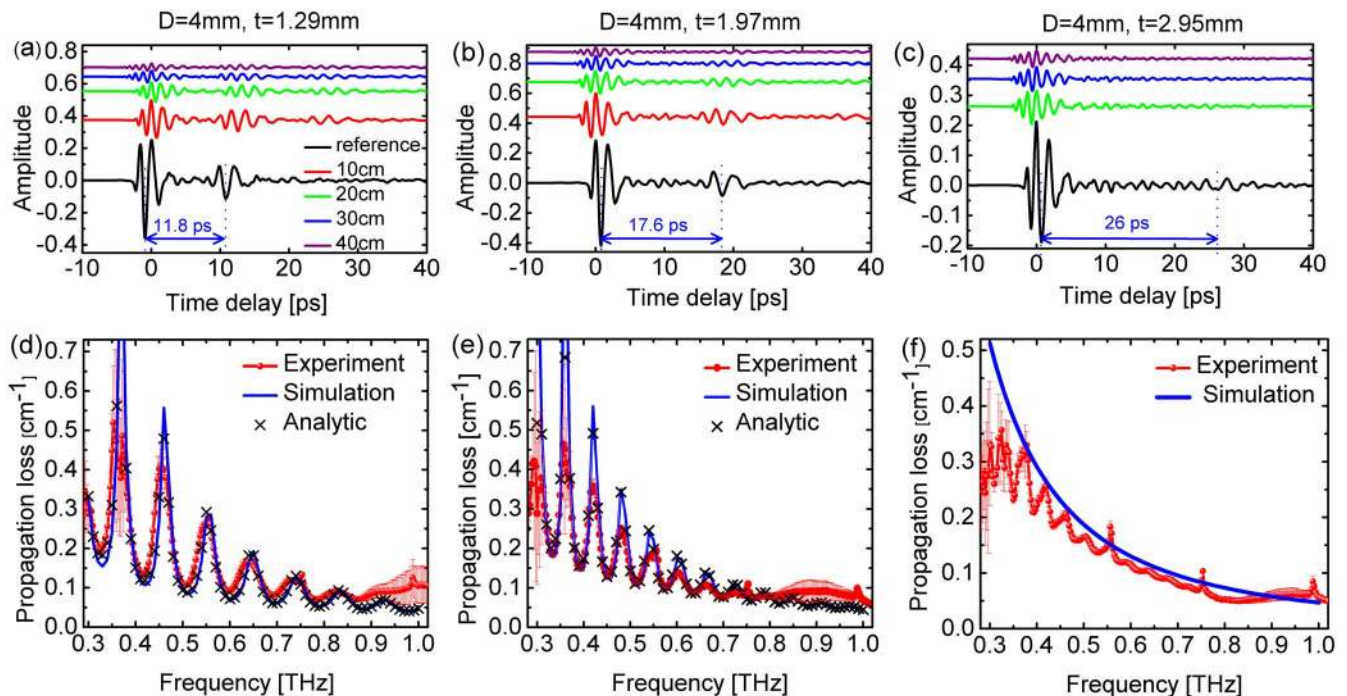 D=4mm, t=1.29mm
D=4mm, t=1.97mm
D=4mm, t=2.95mm
(a)
0.8
0.6
0.4
0.2
0.0
-0.2
-0.4
Amplitude
reference
10cm
20cm
30cm
40cm
11.8 ps
-10 0 10 20 30 40
Time delay [ps]
(b)
0.8
0.6
0.4
0.2
0.0
-0.2
-0.4
Amplitude
17.6 ps
-10 0 10 20 30 40
Time delay [ps]
(c)
0.4
0.3
0.2
0.1
0.0
-0.1
-0.2
Amplitude
26 ps
-10 0 10 20 30 40
Time delay [ps]
(d)
0.7
0.6
0.5
0.4
0.3
0.2
0.1
0.0
Propagation loss [cm⁻¹]
Experiment
Simulation
Analytic
0.3 0.4 0.5 0.6 0.7 0.8 0.9 1.0
Frequency [THz]
(e)
0.7
0.6
0.5
0.4
0.3
0.2
0.1
0.0
Propagation loss [cm⁻¹]
Experiment
Simulation
Analytic
0.3 0.4 0.5 0.6 0.7 0.8 0.9 1.0
Frequency [THz]
(f)
0.5
0.4
0.3
0.2
0.1
0.0
Propagation loss [cm⁻¹]
Experiment
Simulation
0.3 0.4 0.5 0.6 0.7 0.8 0.9 1.0
Frequency [THz]